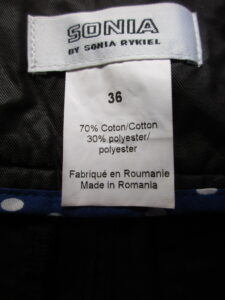 SONIA
BY SONIA RYKIEL
36
70% Coton/Cotton
30% polyester/
polyester
Fabriqué en Roumanie
Made in Romania